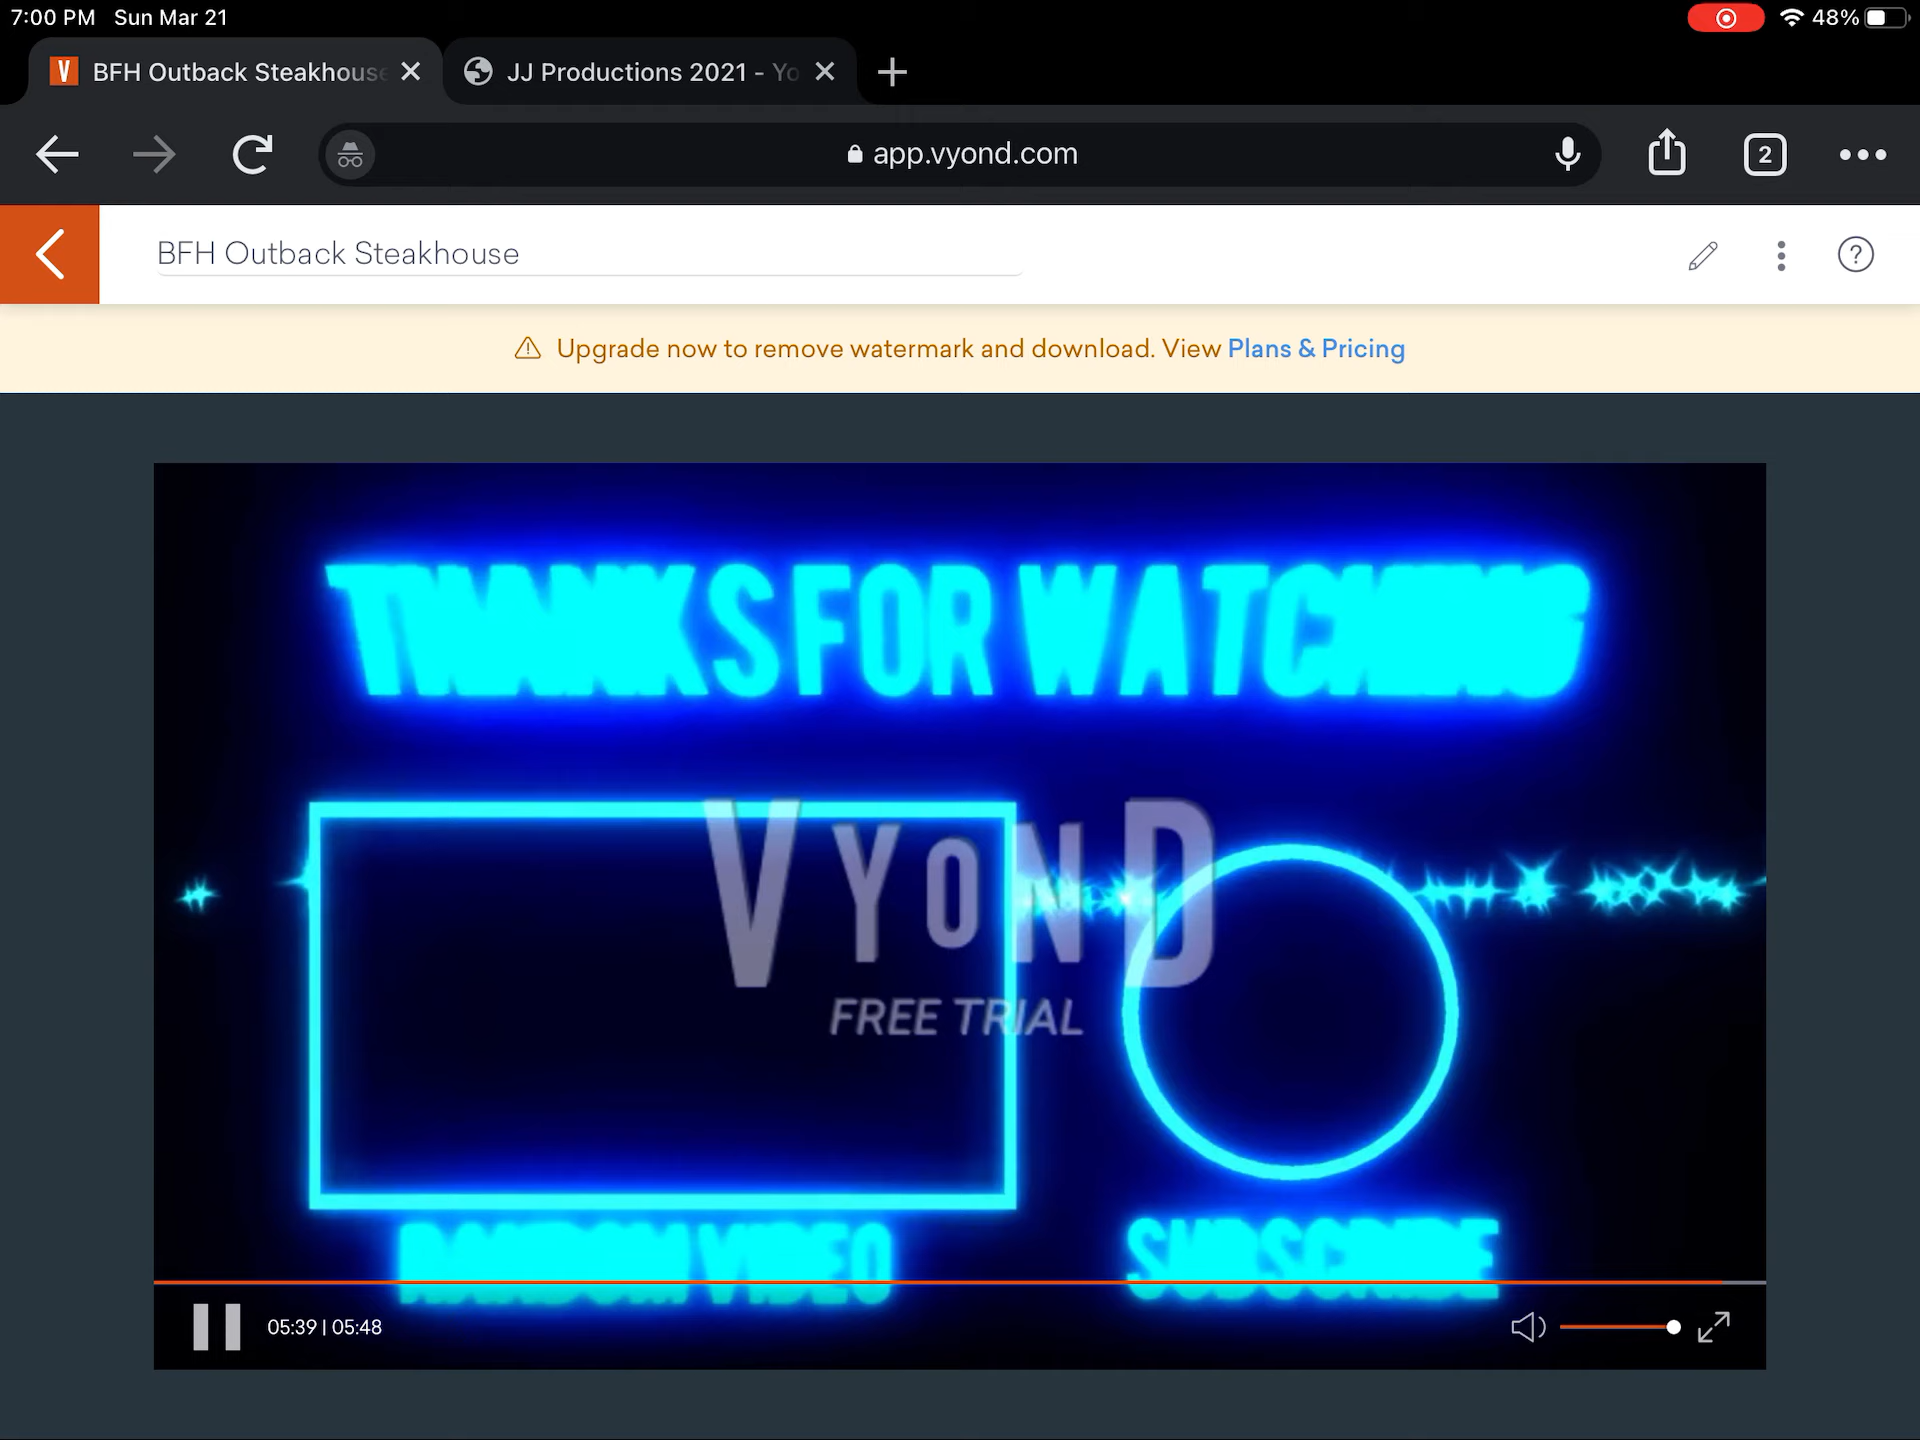 7:00 PM Sun Mar 21
48%
V BFH Outback Steakhouse
JJ Productions 2021 - Yo
app.vyond.com
2
BFH Outback Steakhouse
?
Upgrade now to remove watermark and download. View Plans & Pricing
THANKS FOR WATCHING
VYOND
FREE TRIAL
RANDOM VIDEO
SUBSCRIBE
05:39 | 05:48